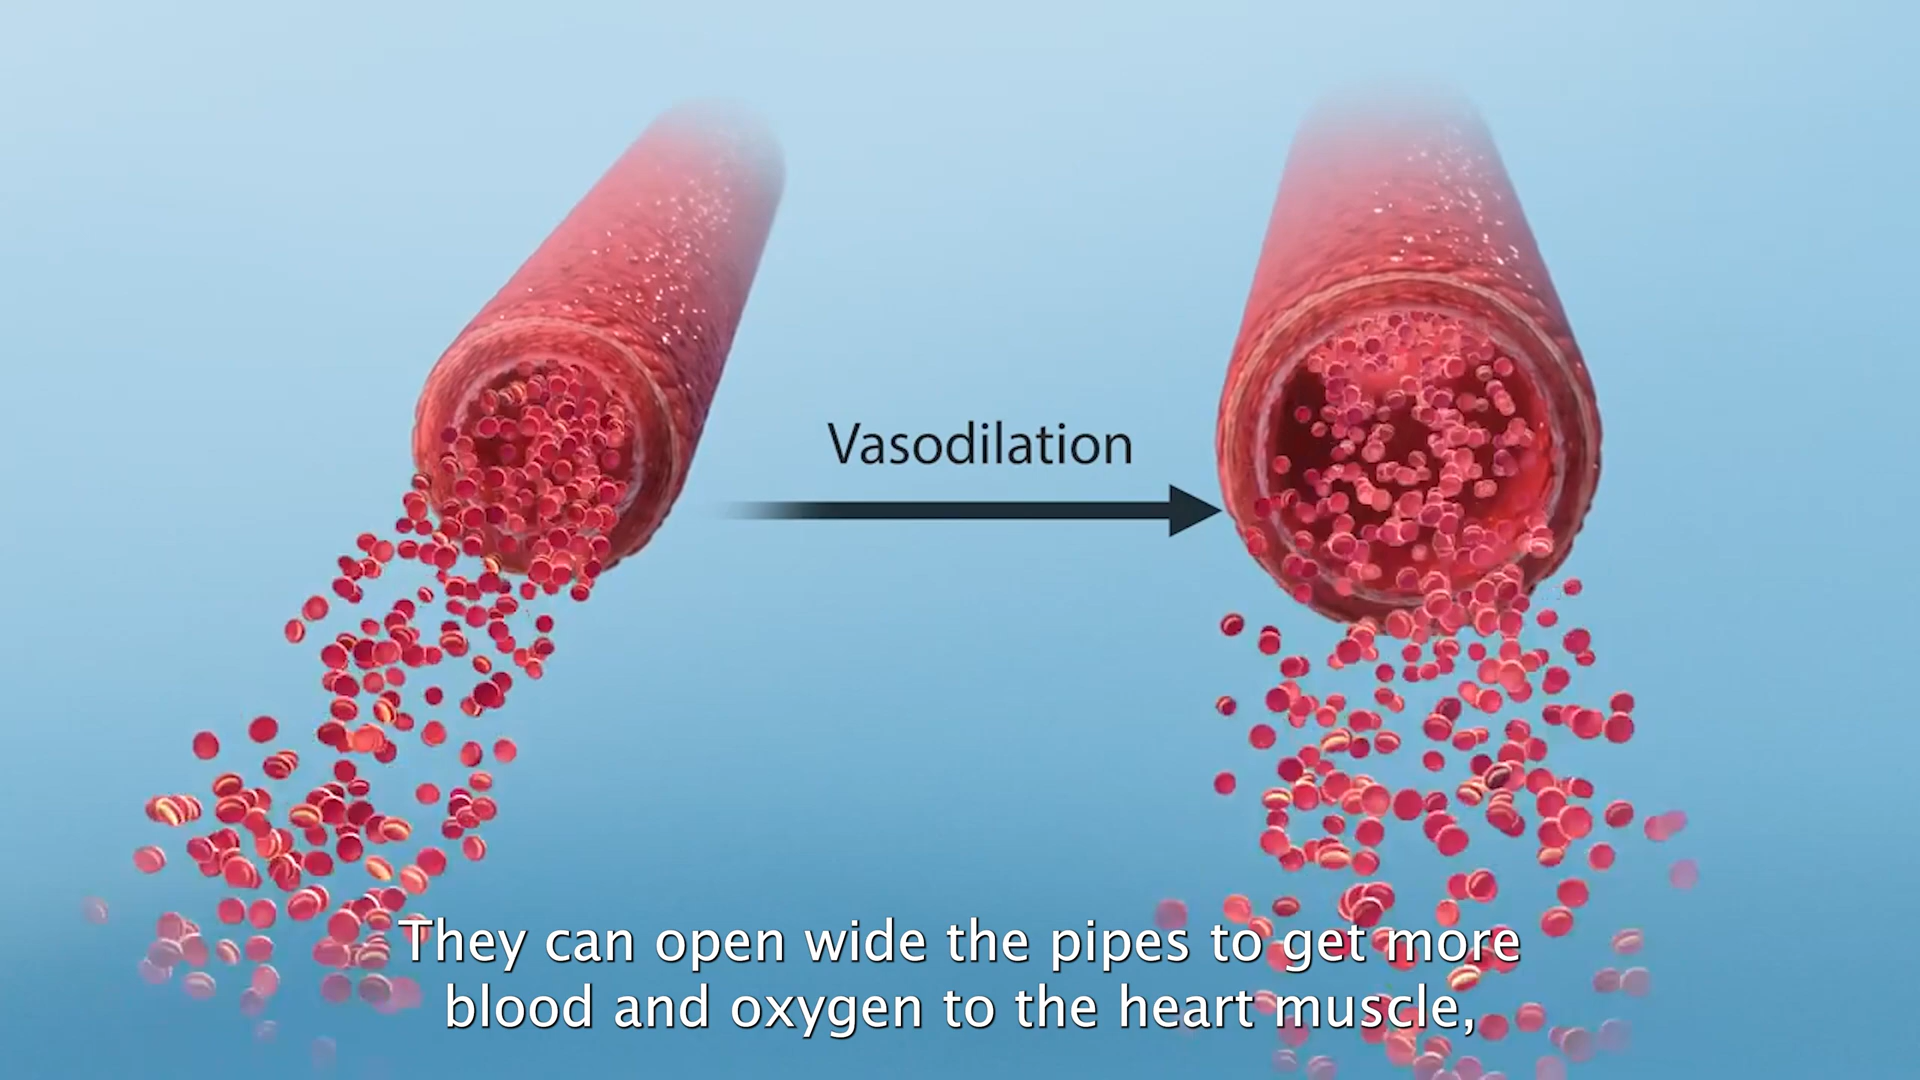 Vasodilation
They can open wide the pipes to get more
blood and oxygen to the heart muscle,